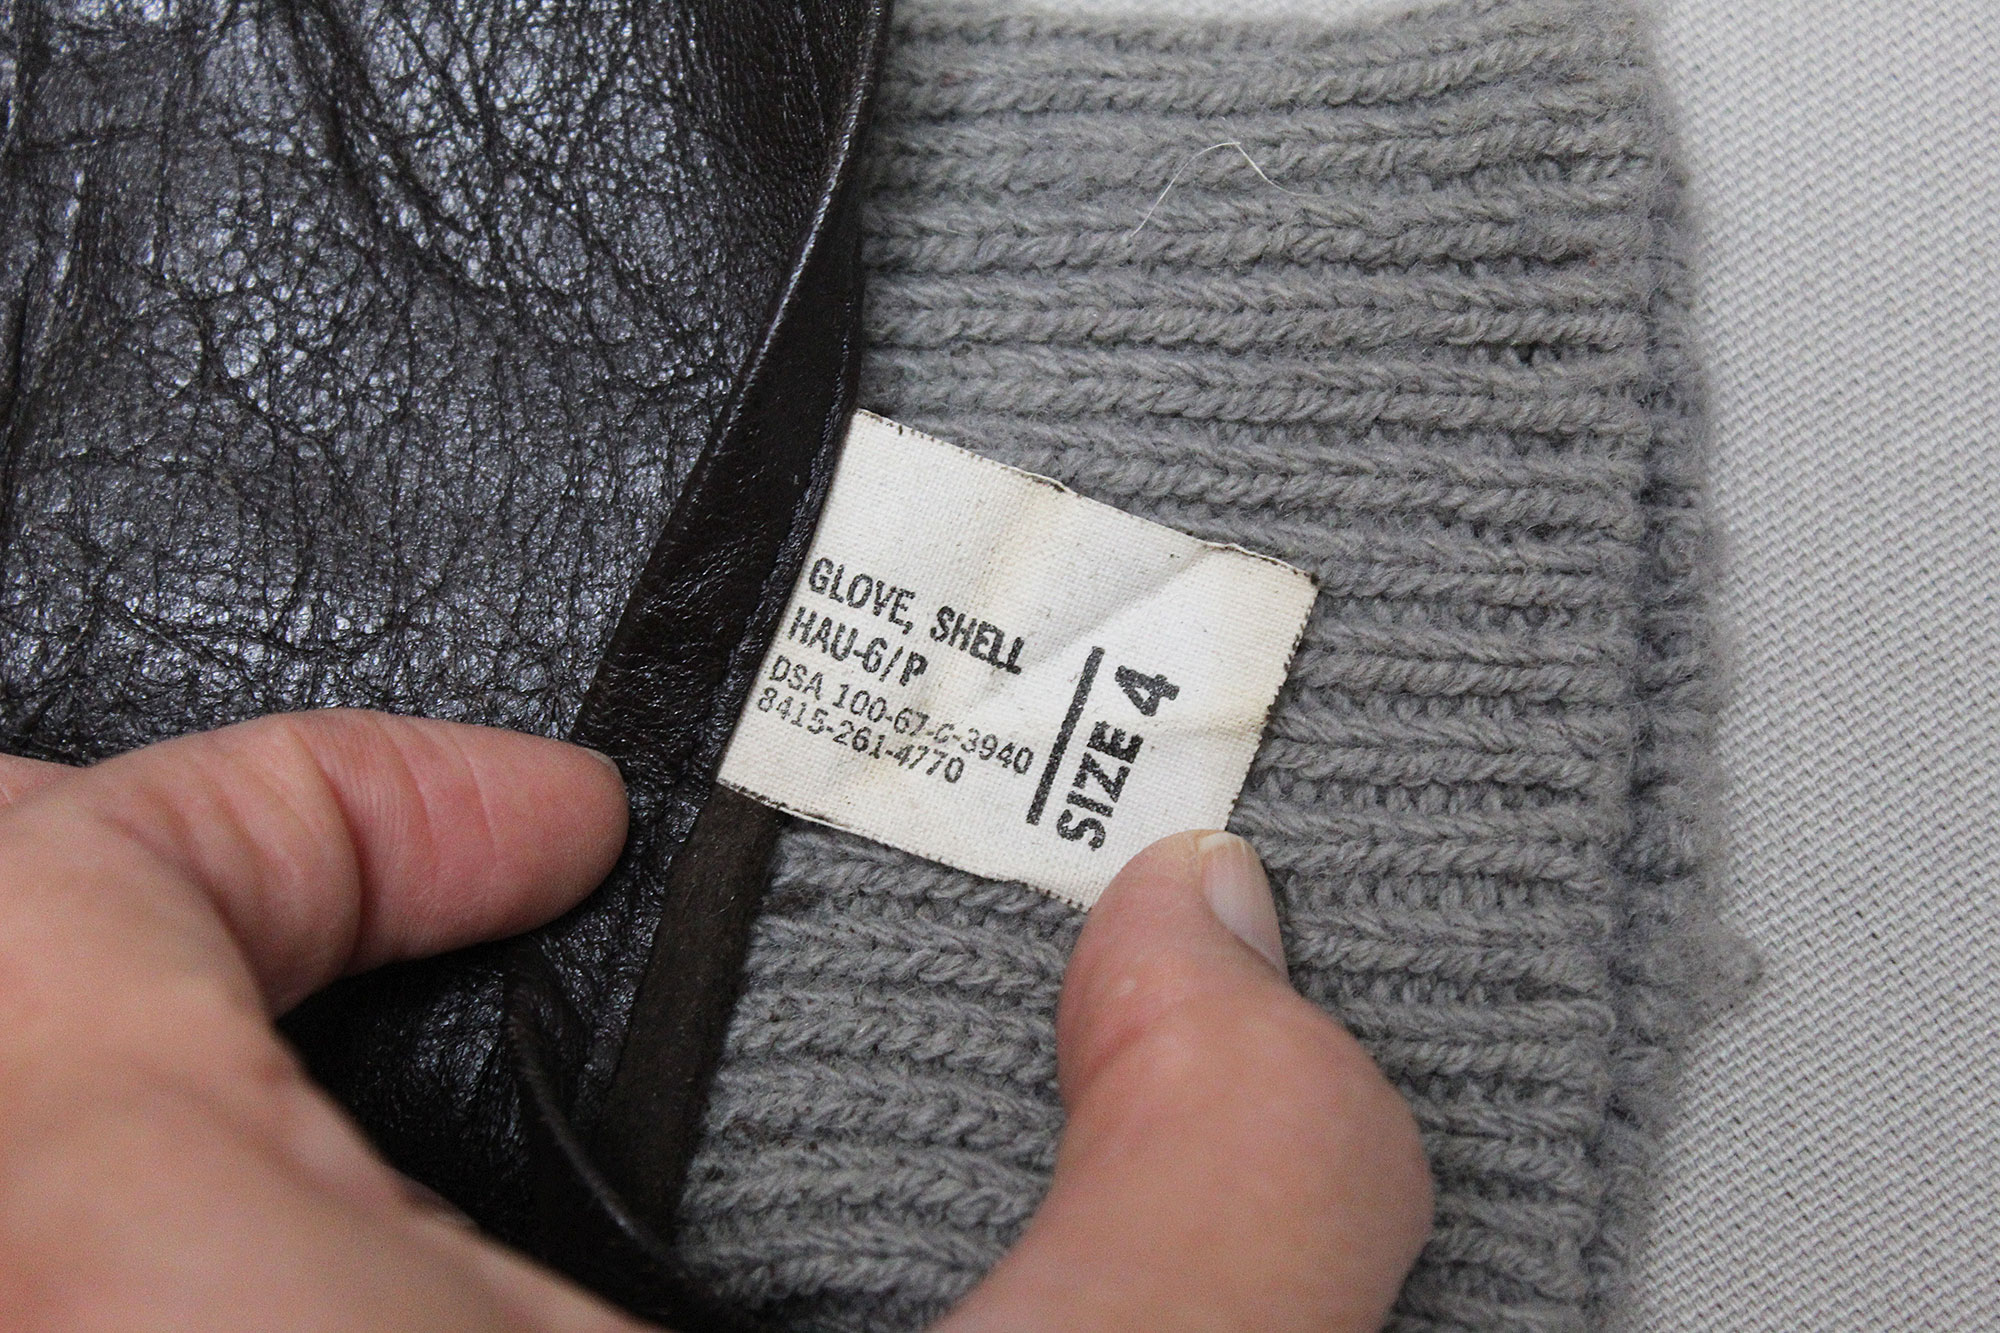 GLOVE, SHELL
HAU-6/P
DSA 100-67-C-3940
8415-261-4770
SIZE 4